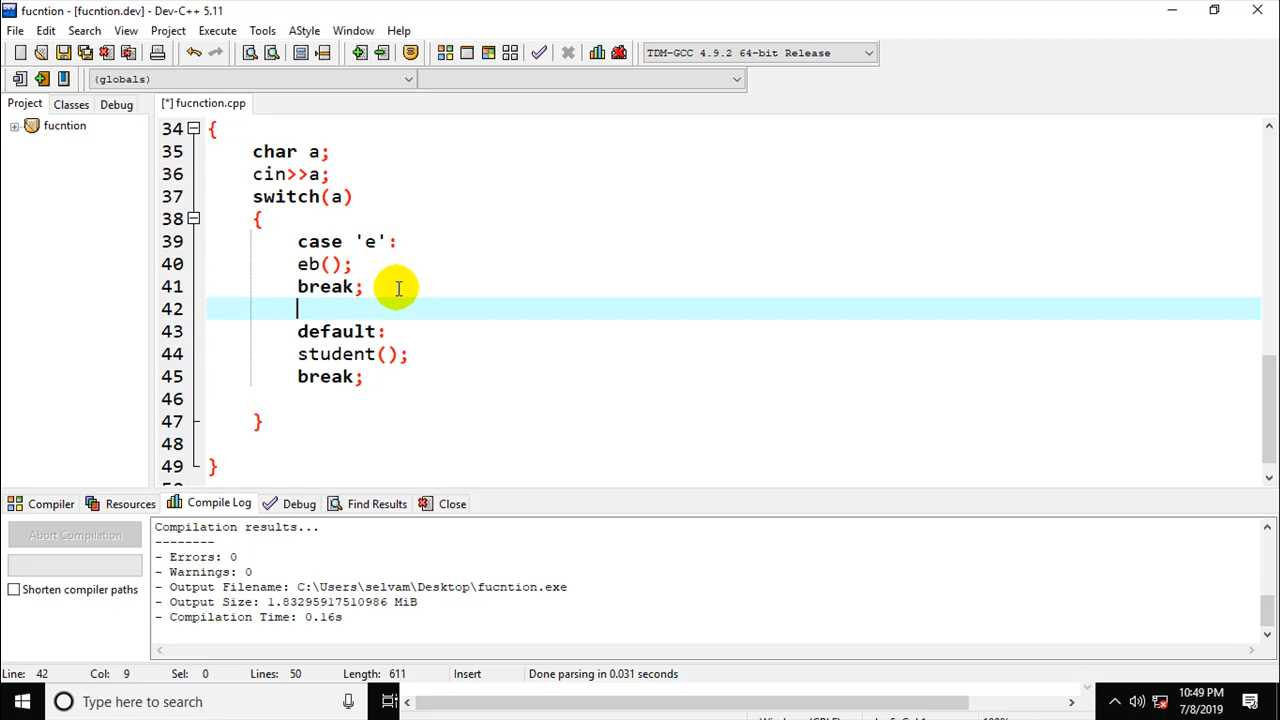 fucntion - [fucntion.dev] - Dev-C++ 5.11
File Edit Search View Project Execute Tools AStyle Window Help
TDM-GCC 4.9.2 64-bit Release
(globals)
Project Classes Debug [*] fucnction.cpp
fucntion
34 {
35 char a;
36 cin>>a;
37 switch(a)
38 {
39 case 'e':
40 eb();
41 break;
42
43 default:
44 student();
45 break;
46
47 }
48
49 }
Compiler Resources Compile Log Debug Find Results Close
Abort Compilation
Shorten compiler paths
Compilation results...
--------
- Errors: 0
- Warnings: 0
- Output Filename: C:\Users\selvam\Desktop\fucntion.exe
- Output Size: 1.83295917510986 MiB
- Compilation Time: 0.16s
Line: 42 Col: 9 Sel: 0 Lines: 50 Length: 611 Insert Done parsing in 0.031 seconds
Type here to search
10:49 PM
7/8/2019